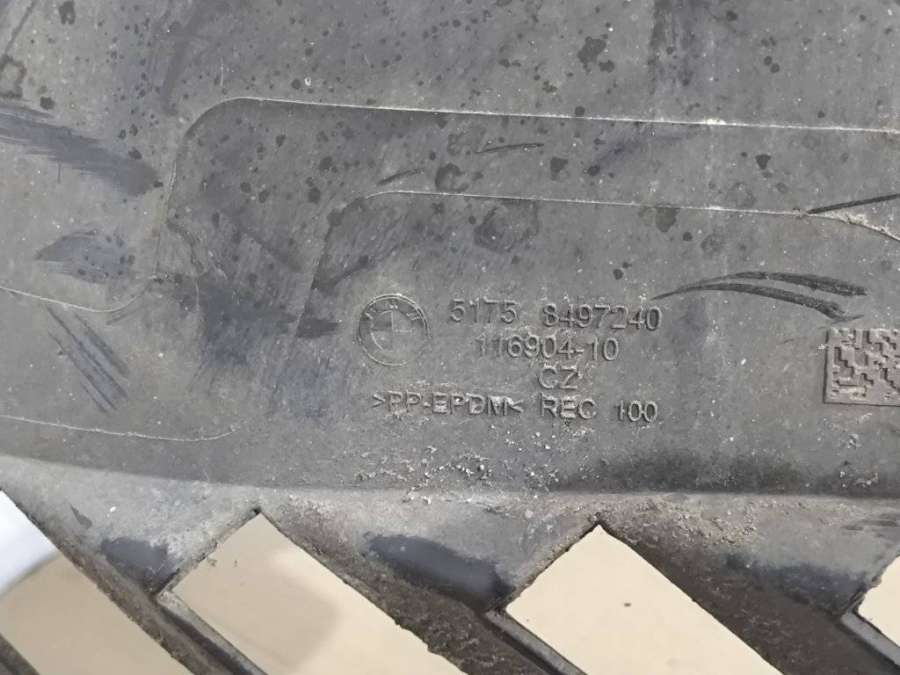 5175 8497240
116904-10
CZ
>PP-EPDM< REC 100